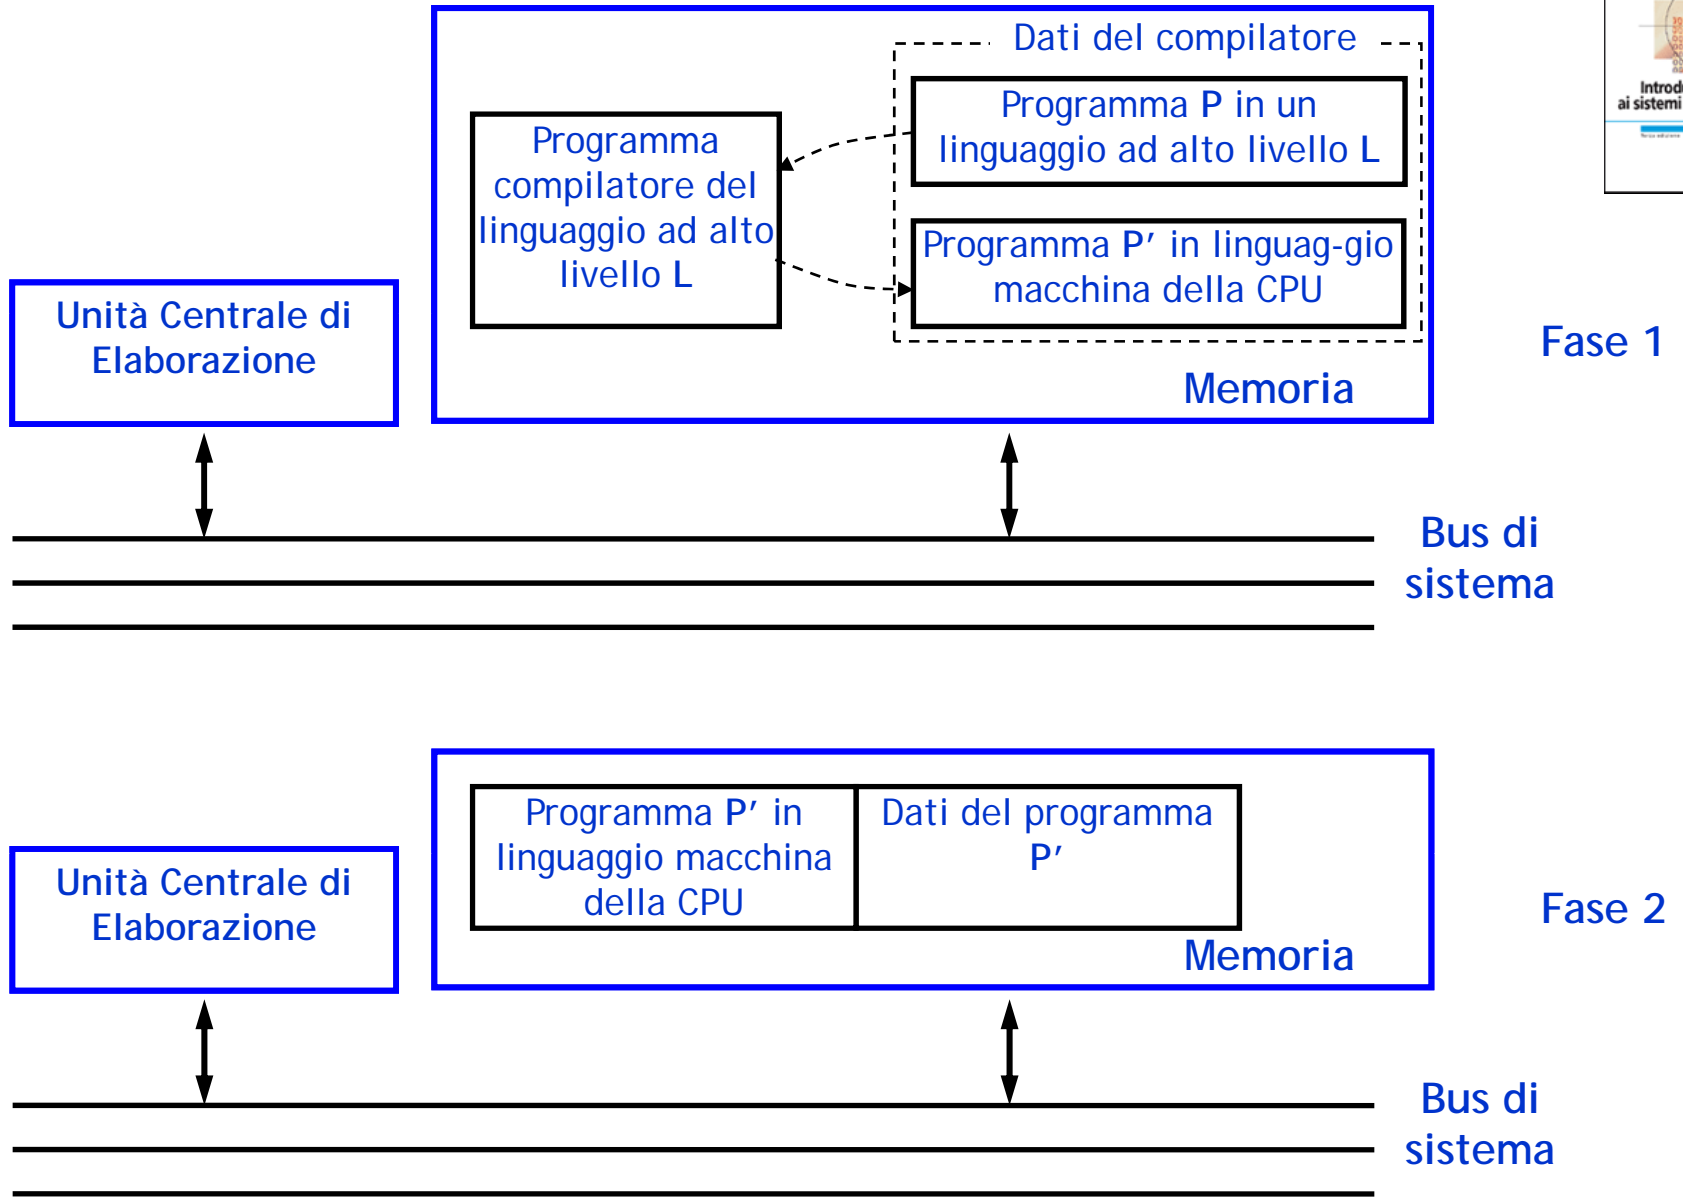 Dati del compilatore
Programma P in un
linguaggio ad alto livello L
Programma
compilatore del
linguaggio ad alto
livello L
Programma P' in linguag-gio
macchina della CPU
Unità Centrale di
Elaborazione
Memoria
Fase 1
Bus di
sistema
Programma P' in
linguaggio macchina
della CPU
Dati del programma
P'
Unità Centrale di
Elaborazione
Memoria
Fase 2
Bus di
sistema
ai sistemi